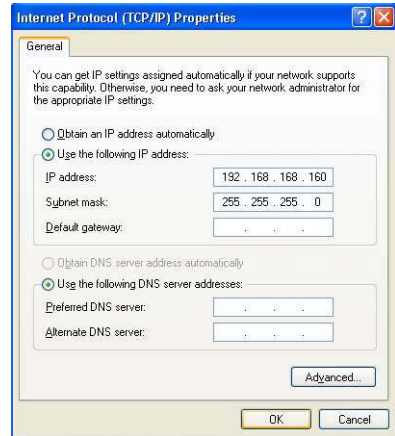 Internet Protocol (TCP/IP) Properties
General
You can get IP settings assigned automatically if your network supports
this capability. Otherwise, you need to ask your network administrator for
the appropriate IP settings.
Obtain an IP address automatically
Use the following IP address:
IP address: 192 . 168 . 168 . 160
Subnet mask: 255 . 255 . 255 . 0
Default gateway: . . .
Obtain DNS server address automatically
Use the following DNS server addresses:
Preferred DNS server: . . .
Alternate DNS server: . . .
Advanced...
OK Cancel